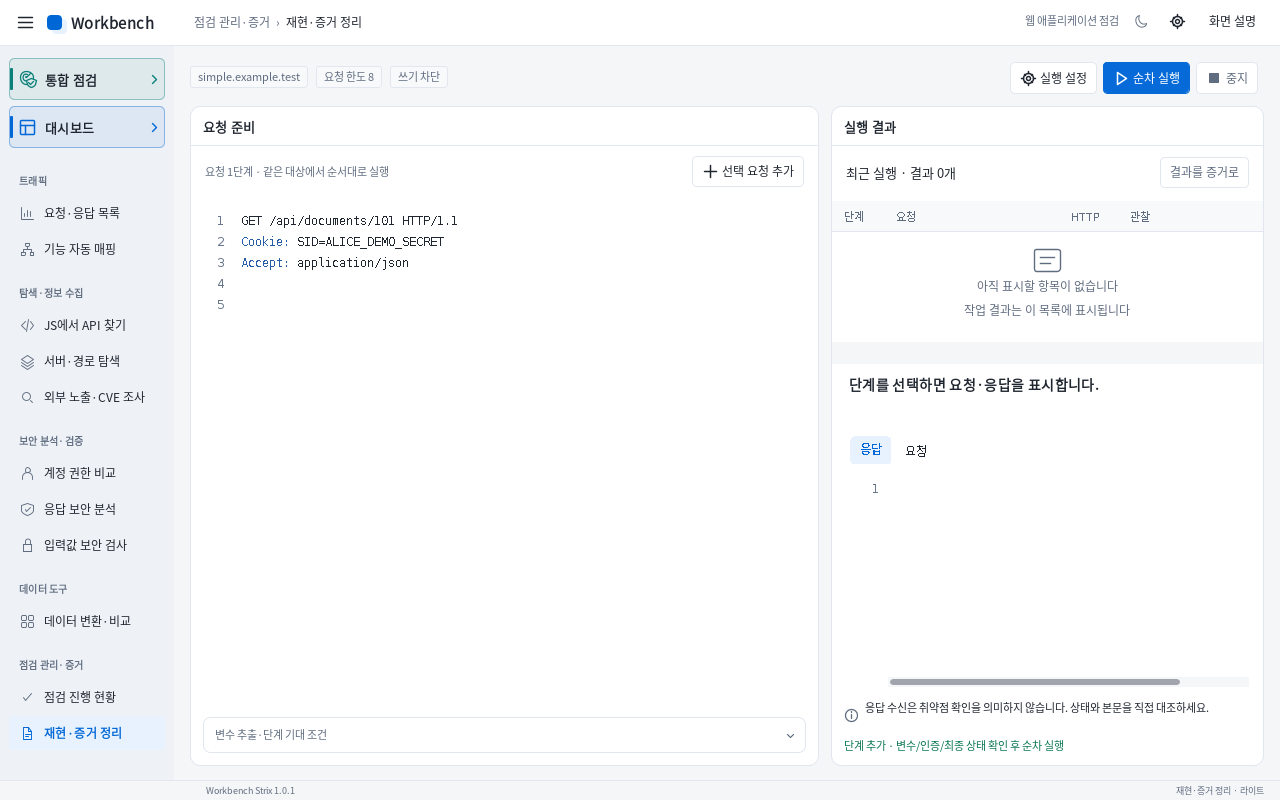 Workbench
점검 관리·증거 › 재현·증거 정리
웹 애플리케이션 점검
화면 설명
통합 점검
대시보드
트래픽
요청·응답 목록
기능 자동 매핑
탐색·정보 수집
JS에서 API 찾기
서버·경로 탐색
외부 노출·CVE 조사
보안 분석·검증
계정 권한 비교
응답 보안 분석
입력값 보안 검사
데이터 도구
데이터 변환·비교
점검 관리·증거
점검 진행 현황
재현·증거 정리
simple.example.test
요청 한도 8
쓰기 차단
실행 설정
순차 실행
중지
요청 준비
요청 1단계 · 같은 대상에서 순서대로 실행
선택 요청 추가
1 GET /api/documents/101 HTTP/1.1
2 Cookie: SID=ALICE_DEMO_SECRET
3 Accept: application/json
4
5
변수 추출·단계 기대 조건
실행 결과
최근 실행 · 결과 0개
결과를 증거로
단계 요청 HTTP 관찰
아직 표시할 항목이 없습니다
작업 결과는 이 목록에 표시됩니다
단계를 선택하면 요청·응답을 표시합니다.
응답 요청
1
응답 수신은 취약점 확인을 의미하지 않습니다. 상태와 본문을 직접 대조하세요.
단계 추가 · 변수/인증/최종 상태 확인 후 순차 실행
Workbench Strix 1.0.1
재현·증거 정리 · 라이트